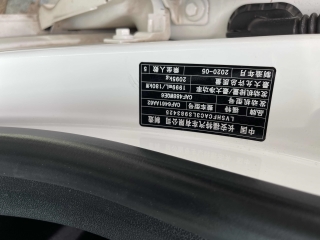 中国 长安福特汽车有限公司 制造
LVSHFCAC3LS
品牌 福特 整车型号 CAF6461AA62
发动机型号 CAF488WQE6
发动机排量/最大净功率 1999mL/180kW
最大允许总质量 2095kg
制造年月 2020-05 乘坐人数 5